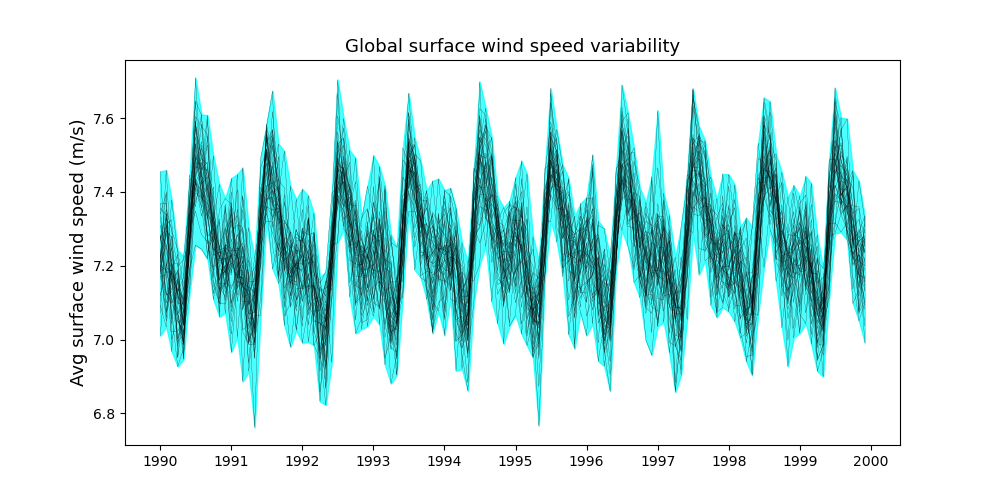 Global surface wind speed variability
Avg surface wind speed (m/s)
7.6
7.4
7.2
7.0
6.8
1990 1991 1992 1993 1994 1995 1996 1997 1998 1999 2000